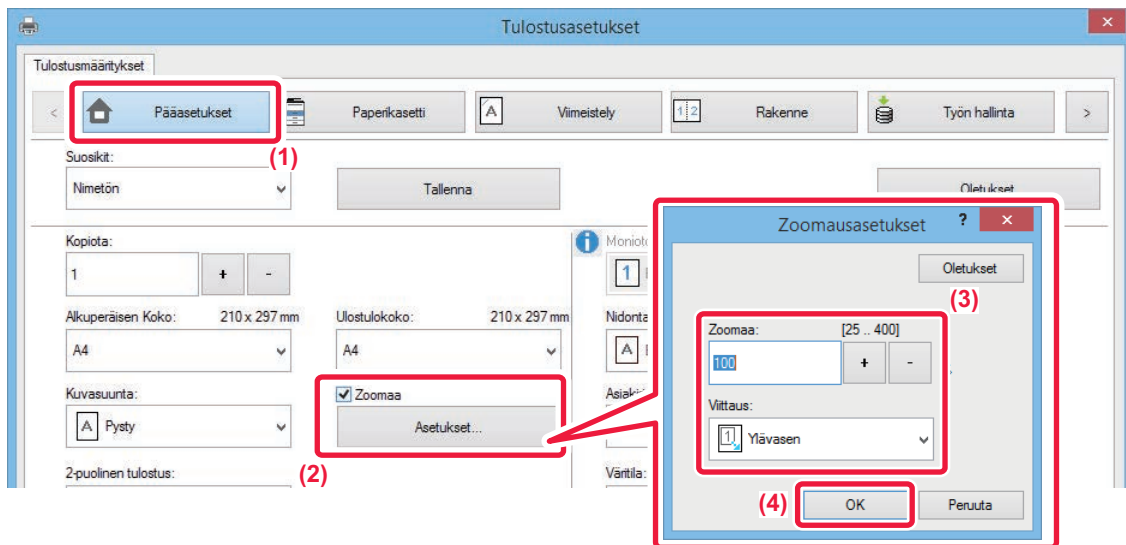 Tulostusasetukset
Tulostusmääritykset
< Pääasetukset Paperikasetti Viimeistely Rakenne Työn hallinta >
(1)
Suosikit:
Nimetön Tallenna Oletukset
Kopiota:
1 + -
Alkuperäisen Koko: 210 x 297 mm Ulostulokoko: 210 x 297 mm Nidonta
A4 A4
Kuvasuunta: Zoomaa
Pysty Asetukset...
(2)
2-puolinen tulostus: Väritila:
Zoomausasetukset ?
Oletukset
(3)
Zoomaa: [25 .. 400]
100 + -
Viittaus:
Ylävasen
(4) OK Peruuta